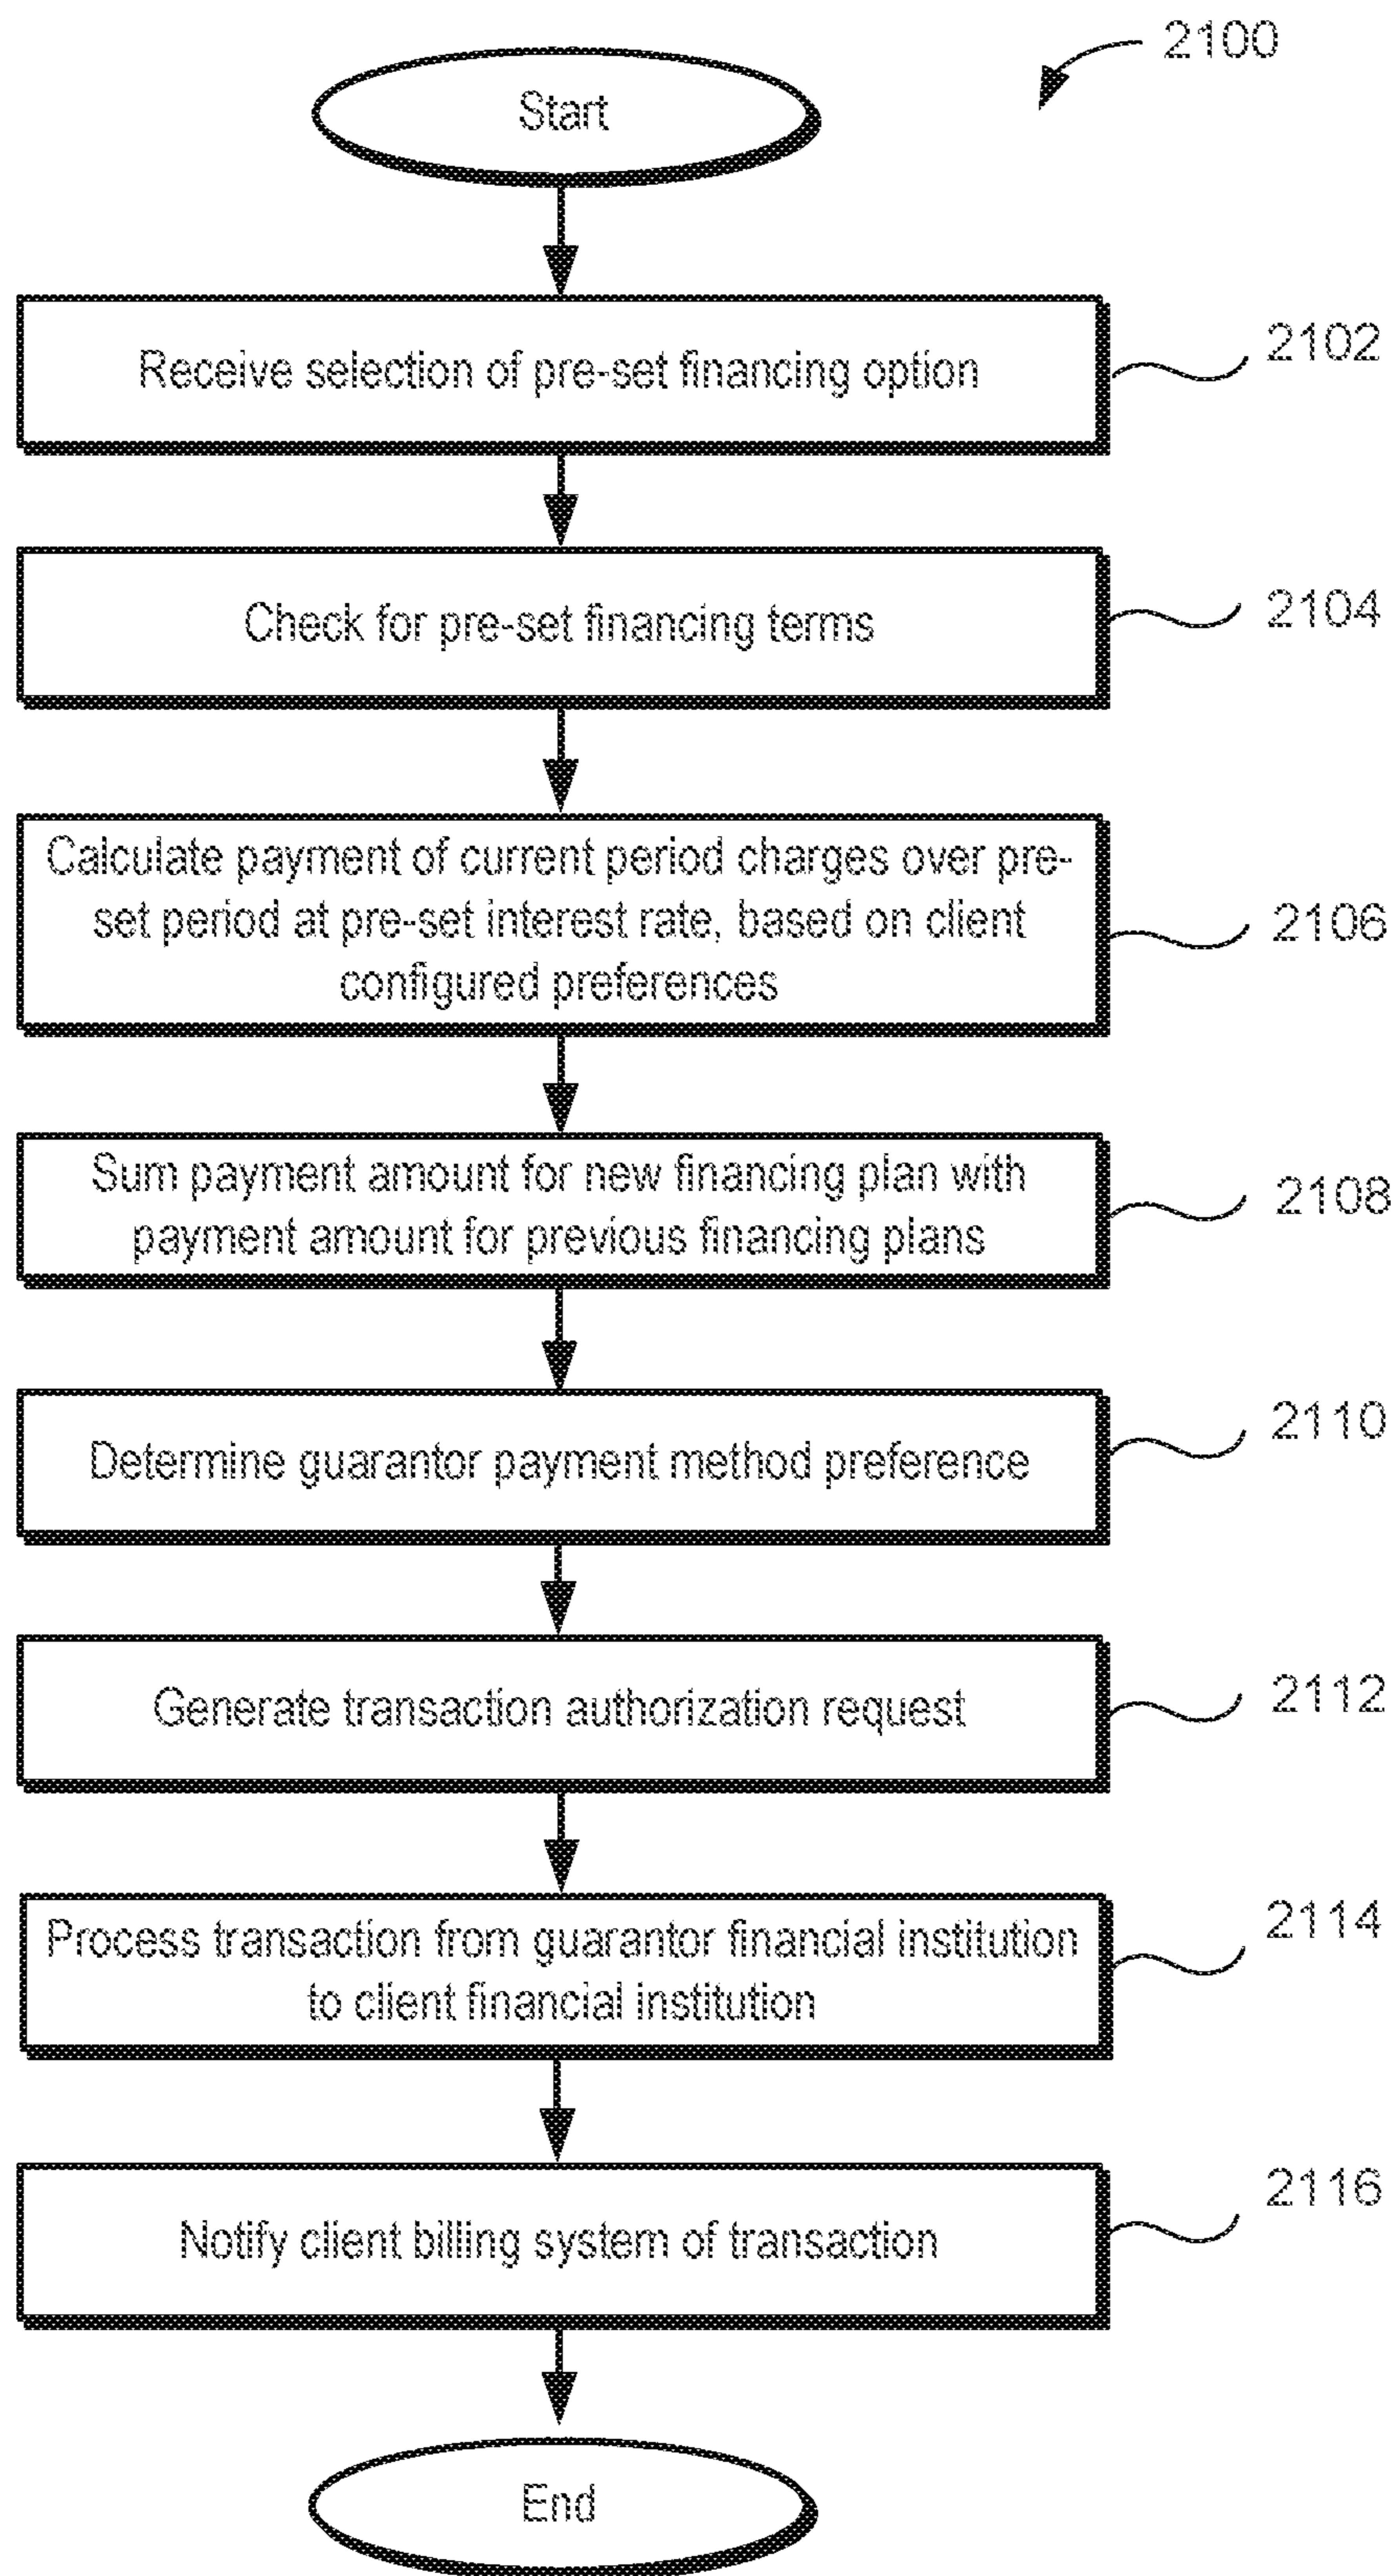 2100
Start
Receive selection of pre-set financing option
2102
Check for pre-set financing terms
2104
Calculate payment of current period charges over pre-
set period at pre-set interest rate, based on client
configured preferences
2106
Sum payment amount for new financing plan with
payment amount for previous financing plans
2108
Determine guarantor payment method preference
2110
Generate transaction authorization request
2112
Process transaction from guarantor financial institution
to client financial institution
2114
Notify client billing system of transaction
2116
End